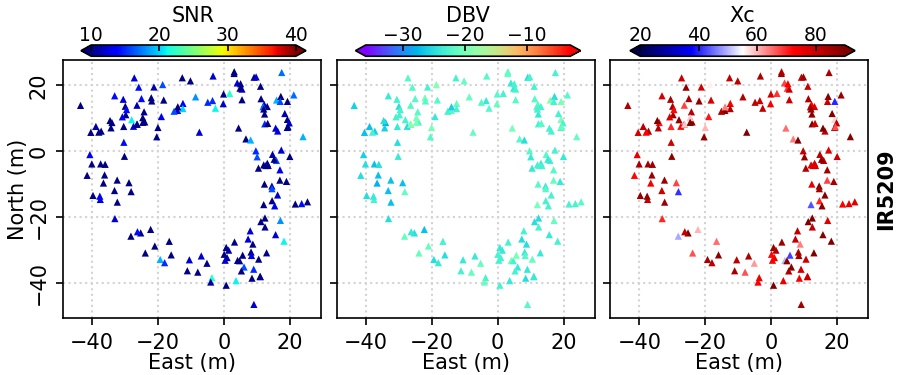 SNR DBV Xc
10 20 30 40 −30 −20 −10 20 40 60 80
20
0
−20
−40
North (m)
−40 −20 0 20 −40 −20 0 20 −40 −20 0 20
East (m) East (m) East (m)
IR5209